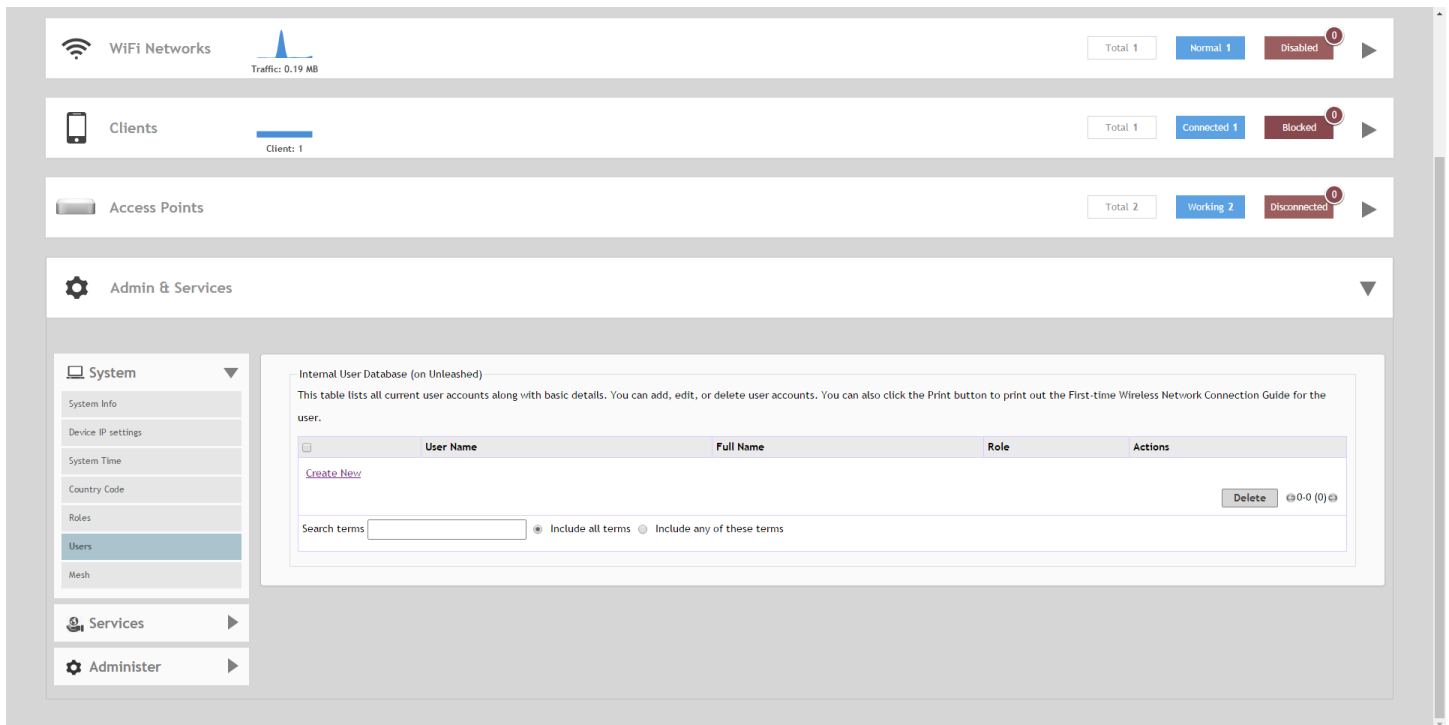 WiFi Networks
Traffic: 0.19 MB
Total 1
Normal 1
Disabled
0
Clients
Client: 1
Total 1
Connected 1
Blocked
0
Access Points
Total 2
Working 2
Disconnected
0
Admin & Services
System
System Info
Device IP settings
System Time
Country Code
Roles
Users
Mesh
Services
Administer
Internal User Database (on Unleashed)
This table lists all current user accounts along with basic details. You can add, edit, or delete user accounts. You can also click the Print button to print out the First-time Wireless Network Connection Guide for the
user.
User Name Full Name Role Actions
Create New
Delete 0-0 (0)
Search terms Include all terms Include any of these terms